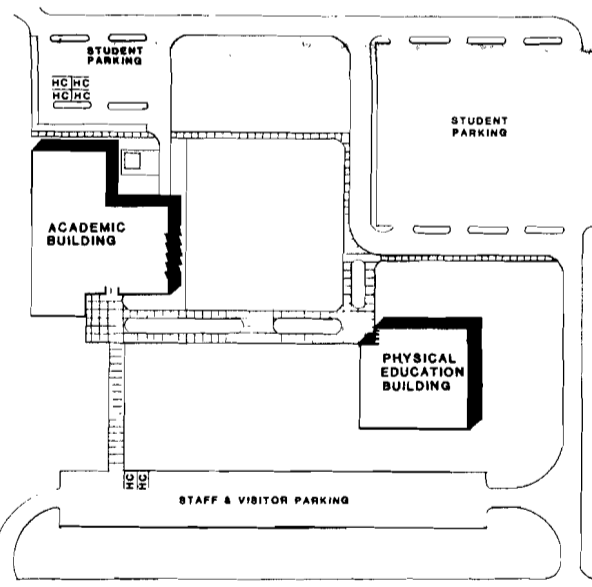 STUDENT
PARKING
HC HC
HC HC
STUDENT
PARKING
ACADEMIC
BUILDING
PHYSICAL
EDUCATION
BUILDING
HC HC
STAFF & VISITOR PARKING